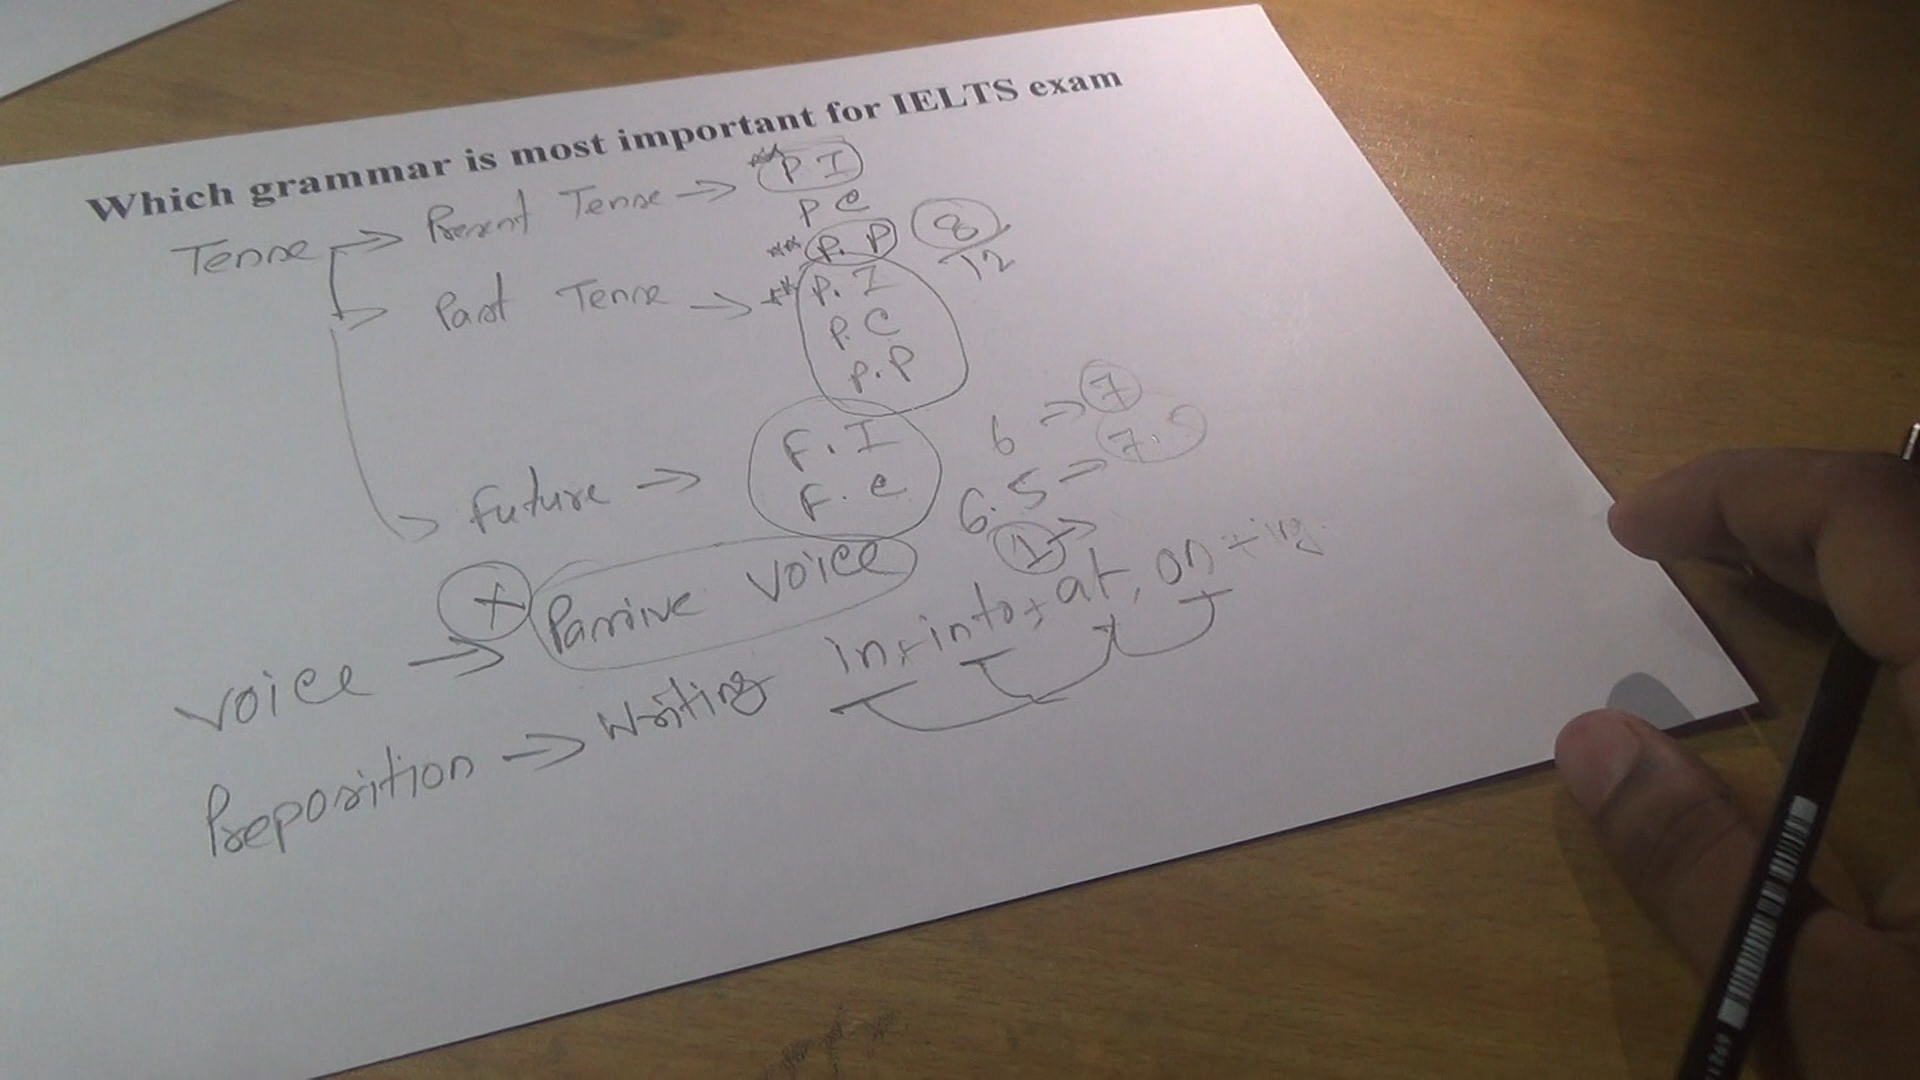 Which grammar is most important for IELTS exam
Tense → Present Tense → P I
P C
P. P 8/12
Past Tense → P. I
P. C
P. P
Future → F. I
F. C
6 → 7
6.5 → 7.5
1 →
Voice → + Passive Voice
Preposition → Writing in, into, at, on + ing